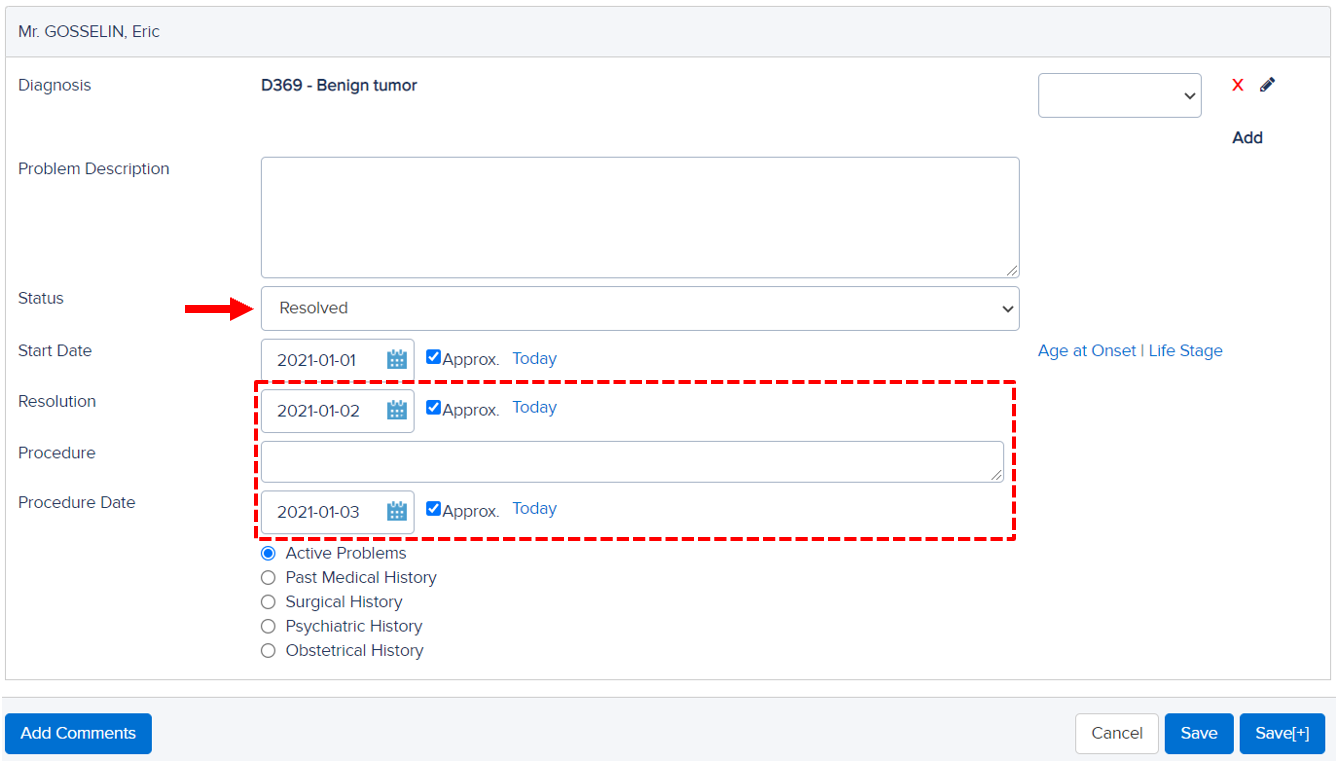 Mr. GOSSELIN, Eric
Diagnosis D369 - Benign tumor X
Add
Problem Description
Status Resolved
Start Date 2021-01-01 Approx. Today Age at Onset | Life Stage
Resolution 2021-01-02 Approx. Today
Procedure
Procedure Date 2021-01-03 Approx. Today
Active Problems
Past Medical History
Surgical History
Psychiatric History
Obstetrical History
Add Comments Cancel Save Save[+]